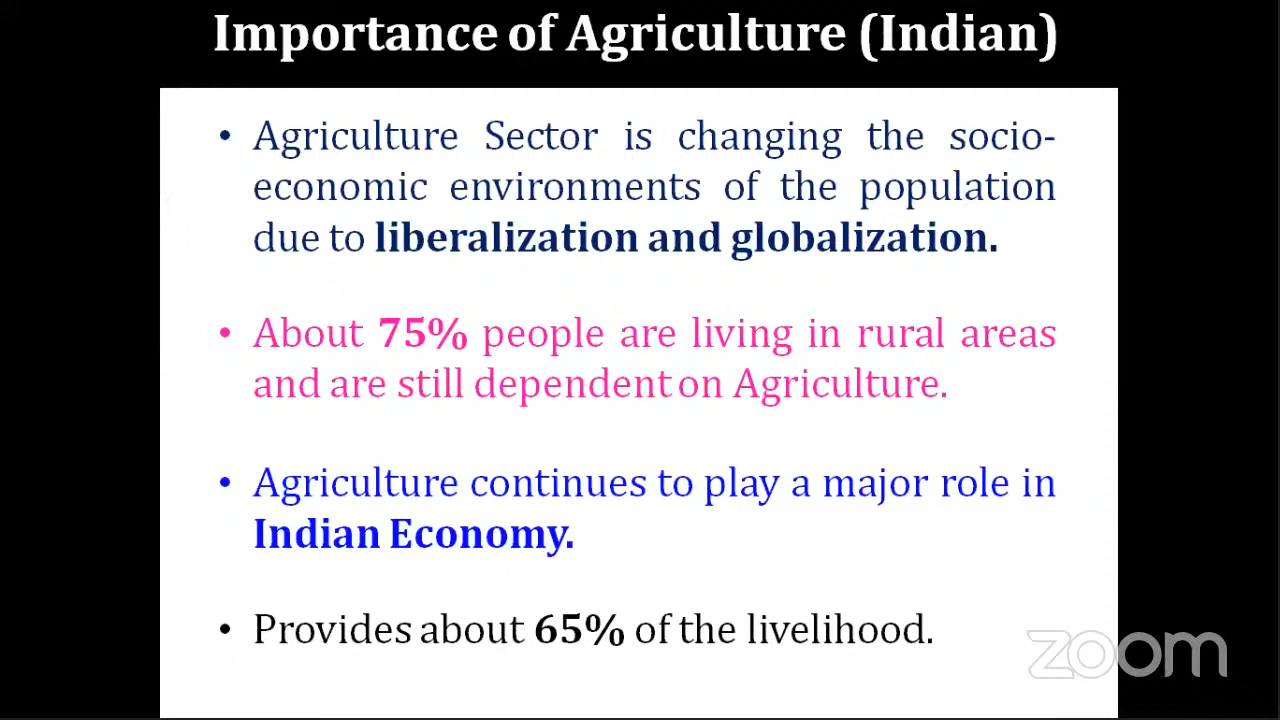 Importance of Agriculture (Indian)
• Agriculture Sector is changing the socio-
economic environments of the population
due to liberalization and globalization.
• About 75% people are living in rural areas
and are still dependent on Agriculture.
• Agriculture continues to play a major role in
Indian Economy.
• Provides about 65% of the livelihood.
zoom